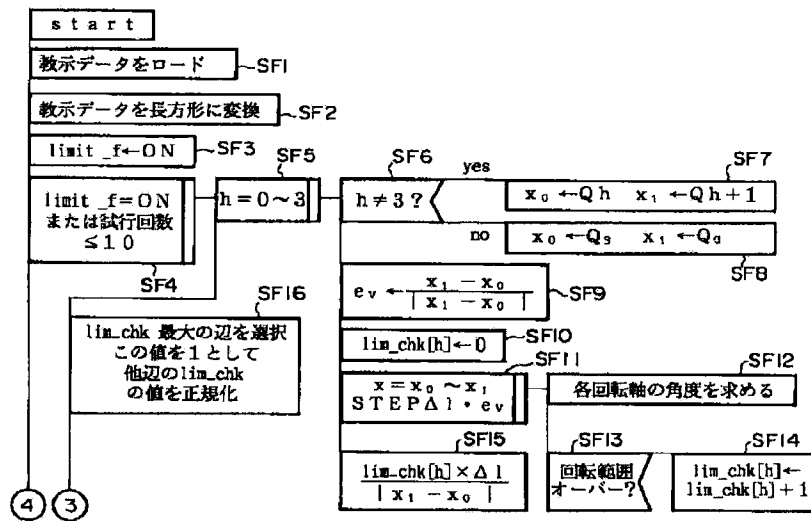 start
教示データをロード
SF1
教示データを長方形に変換
SF2
limit_f←ON
SF3
limit_f=ON
または試行回数
≤10
SF4
SF5
h=0～3
SF6
h≠3?
yes
SF7
x₀←Qh x₁←Qh+1
no
x₀←Q₃ x₁←Q₀
SF8
eᵥ← x₁−x₀
|x₁−x₀|
SF9
lim_chk[h]←0
SF10
SF11
x=x₀～x₁
STEPΔl・eᵥ
SF12
各回転軸の角度を求める
SF13
回転範囲
オーバー?
SF14
lim_chk[h]←
lim_chk[h]+1
SF15
lim_chk[h]×Δl
|x₁−x₀|
SF16
lim_chk 最大の辺を選択
この値を1として
他辺のlim_chk
の値を正規化
4
3